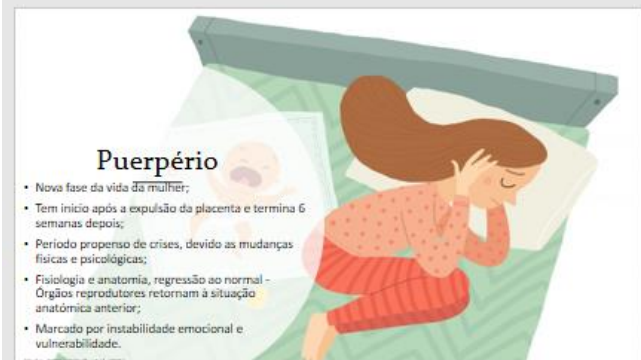 Puerpério
• Nova fase da vida da mulher;
• Tem início após a expulsão da placenta e termina 6
semanas depois;
• Período propenso de crises, devido as mudanças
físicas e psicológicas;
• Fisiologia e anatomia, regressão ao normal -
Órgãos reprodutores retornam à situação
anatómica anterior;
• Marcado por instabilidade emocional e
vulnerabilidade.